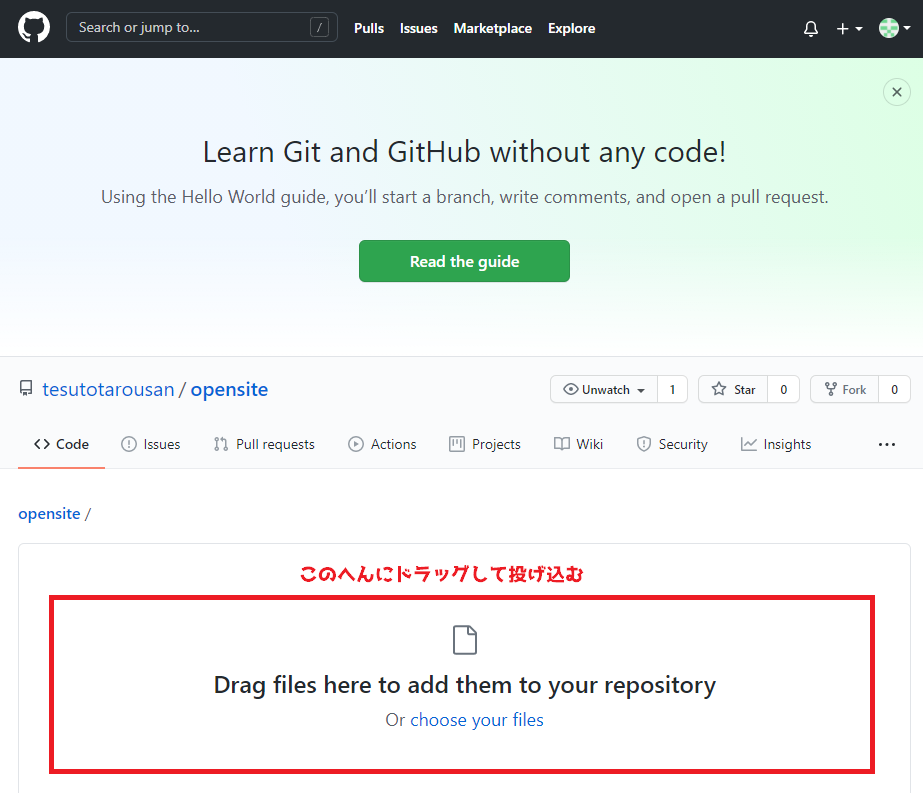 Search or jump to... / Pulls Issues Marketplace Explore
Learn Git and GitHub without any code!
Using the Hello World guide, you’ll start a branch, write comments, and open a pull request.
Read the guide
tesutotarousan / opensite Unwatch 1 Star 0 Fork 0
Code Issues Pull requests Actions Projects Wiki Security Insights ...
opensite /
このへんにドラッグして投げ込む
Drag files here to add them to your repository
Or choose your files